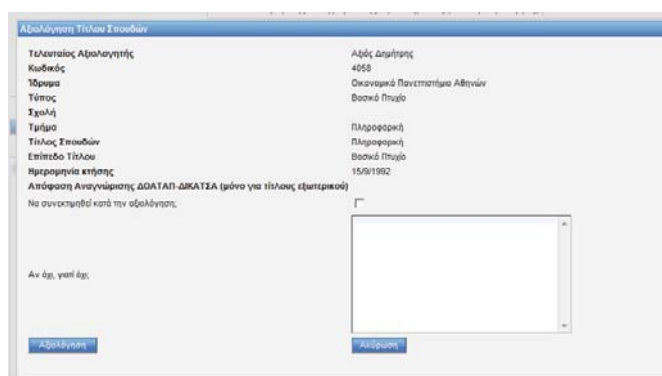 Αξιολόγηση Τίτλου Σπουδών
Τελευταίος Αξιολογητής Αξιός Δημήτρης
Κωδικός 4058
Ίδρυμα Οικονομικό Πανεπιστήμιο Αθηνών
Τύπος Βασικό Πτυχίο
Σχολή
Τμήμα Πληροφορική
Τίτλος Σπουδών Πληροφορική
Επίπεδο Τίτλου Βασικό Πτυχίο
Ημερομηνία κτήσης 15/9/1992
Απόφαση Αναγνώρισης ΔΟΑΤΑΠ-ΔΙΚΑΤΣΑ (μόνο για τίτλους εξωτερικού)
Να συνεκτιμηθεί κατά την αξιολόγηση;
Αν όχι, γιατί όχι;
Αξιολόγηση Ακύρωση